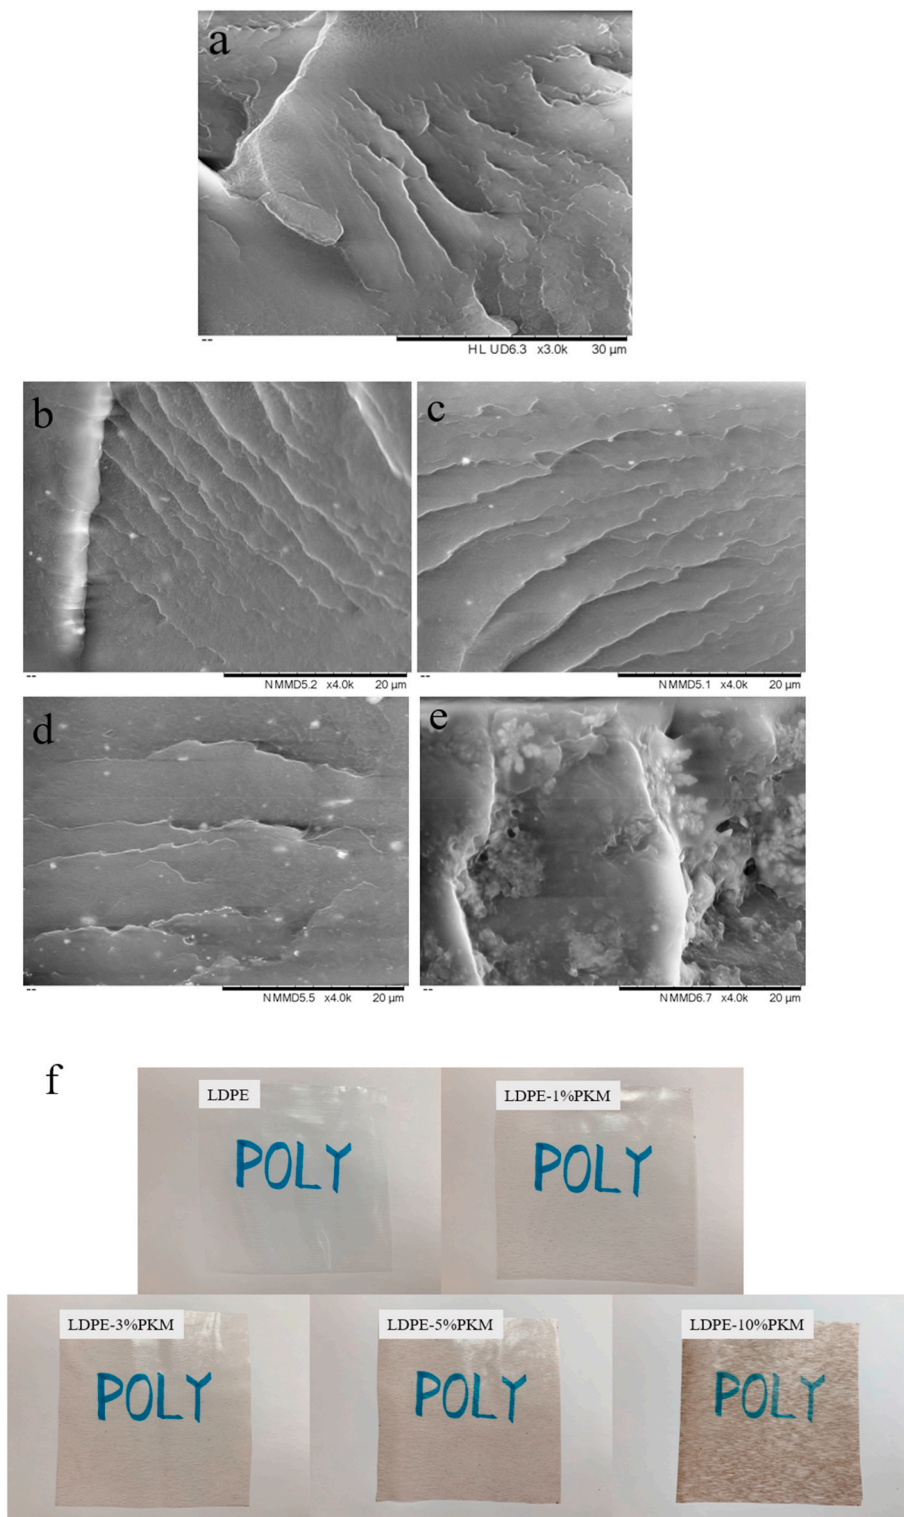 a
--
HL UD6.3 x3.0k 30 µm
b
c
--
NMMD5.2 x4.0k 20 µm
--
NMMD5.1 x4.0k 20 µm
d
e
--
NMMD5.5 x4.0k 20 µm
--
NMMD6.7 x4.0k 20 µm
f
LDPE
POLY
LDPE-1%PKM
POLY
LDPE-3%PKM
POLY
LDPE-5%PKM
POLY
LDPE-10%PKM
POLY